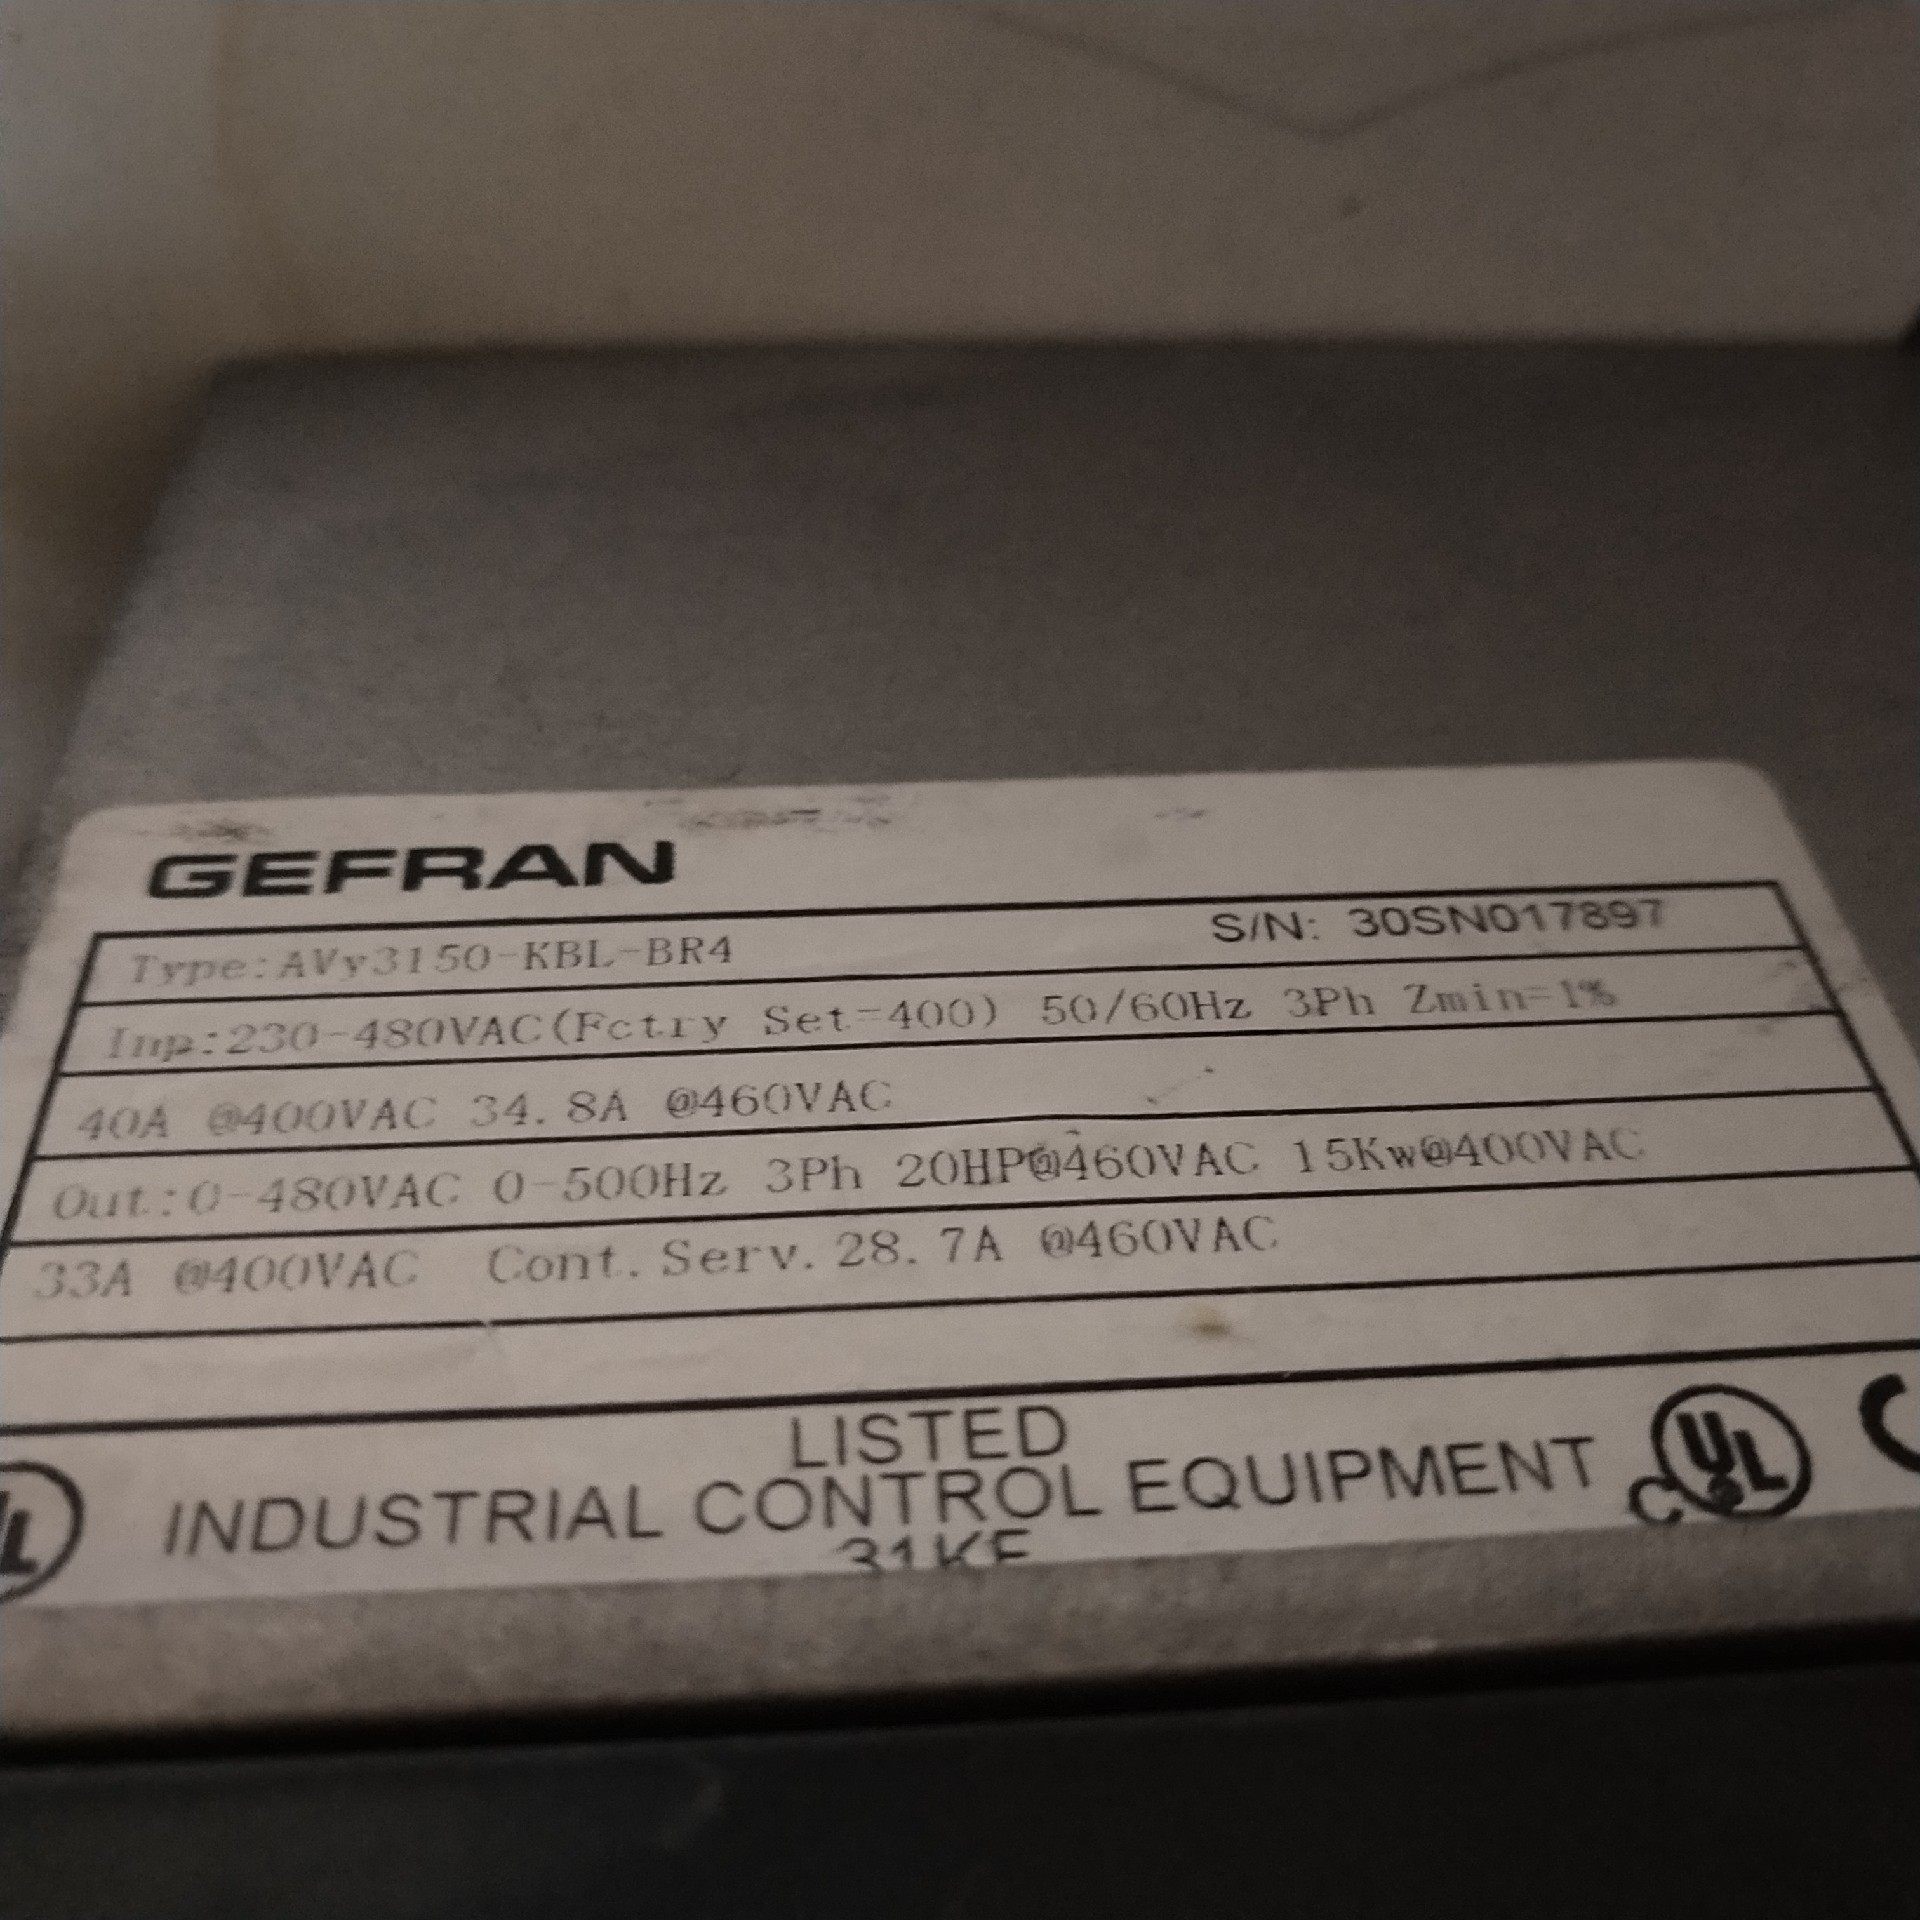 GEFRAN
Type:AVy3150-KBL-BR4 S/N: 30SN017897
Inp:230-480VAC(Fctry Set=400) 50/60Hz 3Ph Zmin=1%
40A @400VAC 34.8A @460VAC
Out:0-480VAC 0-500Hz 3Ph 20HP@460VAC 15Kw@400VAC
33A @400VAC Cont.Serv.28.7A @460VAC
LISTED
INDUSTRIAL CONTROL EQUIPMENT C UL